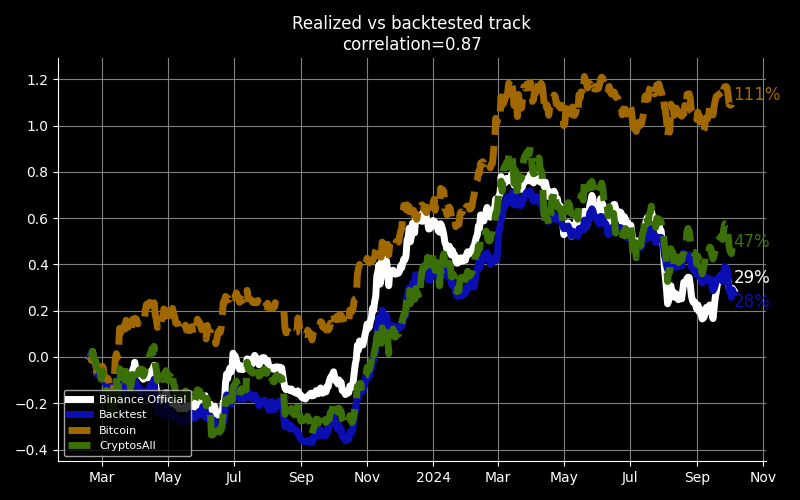 Realized vs backtested track
correlation=0.87
1.2
1.0
0.8
0.6
0.4
0.2
0.0
−0.2
−0.4
111%
47%
29%
28%
Binance Official
Backtest
Bitcoin
CryptosAll
Mar May Jul Sep Nov 2024 Mar May Jul Sep Nov